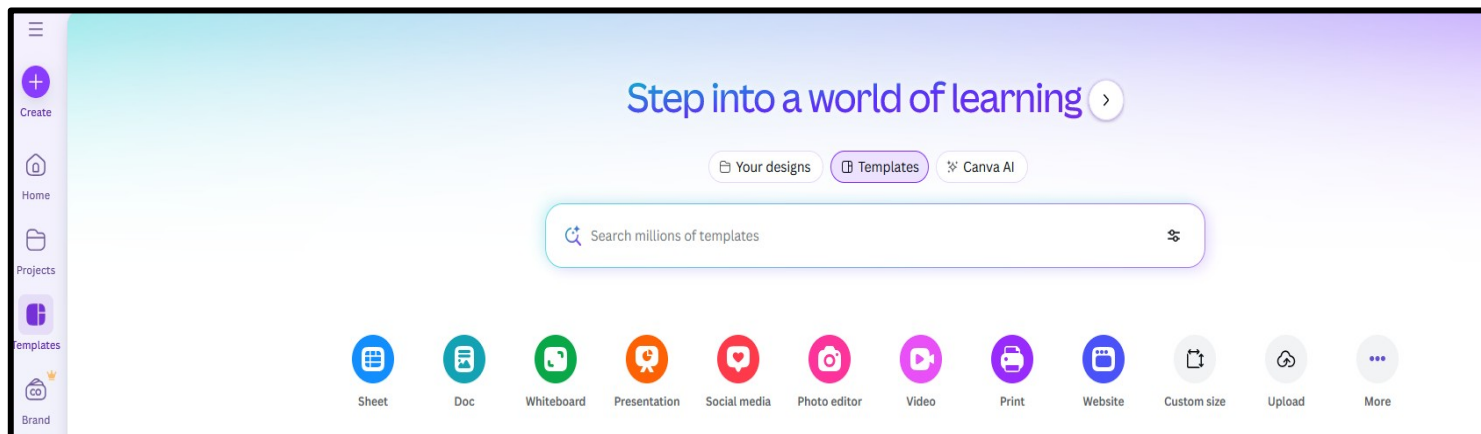 Create
Home
Projects
Templates
CO
Brand
Step into a world of learning
Your designs
Templates
Canva AI
Search millions of templates
Sheet
Doc
Whiteboard
Presentation
Social media
Photo editor
Video
Print
Website
Custom size
Upload
More